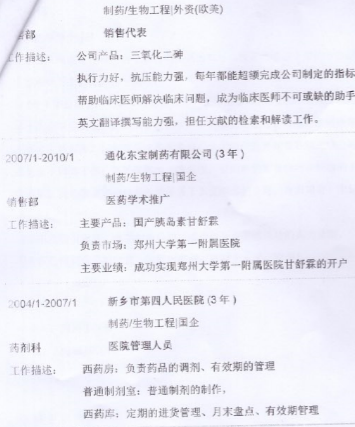 制药/生物工程|外资(欧美)
售部 销售代表
工作描述: 公司产品:三氧化二砷
执行力好,抗压能力强,每年都能超额完成公司制定的指标
帮助临床医师解决临床问题,成为临床医师不可或缺的助手
英文翻译撰写能力强,担任文献的检索和解读工作。
2007/1-2010/1 通化东宝制药有限公司(3年)
制药/生物工程|国企
销售部 医药学术推广
工作描述: 主要产品:国产胰岛素甘舒霖
负责市场:郑州大学第一附属医院
主要业绩:成功实现郑州大学第一附属医院甘舒霖的开户
2004/1-2007/1 新乡市第四人民医院(3年)
制药/生物工程|国企
药剂科 医院管理人员
工作描述: 西药房:负责药品的调剂、有效期的管理
普通制剂室:普通制剂的制作,
西药库:定期的进货管理、月末盘点、有效期管理